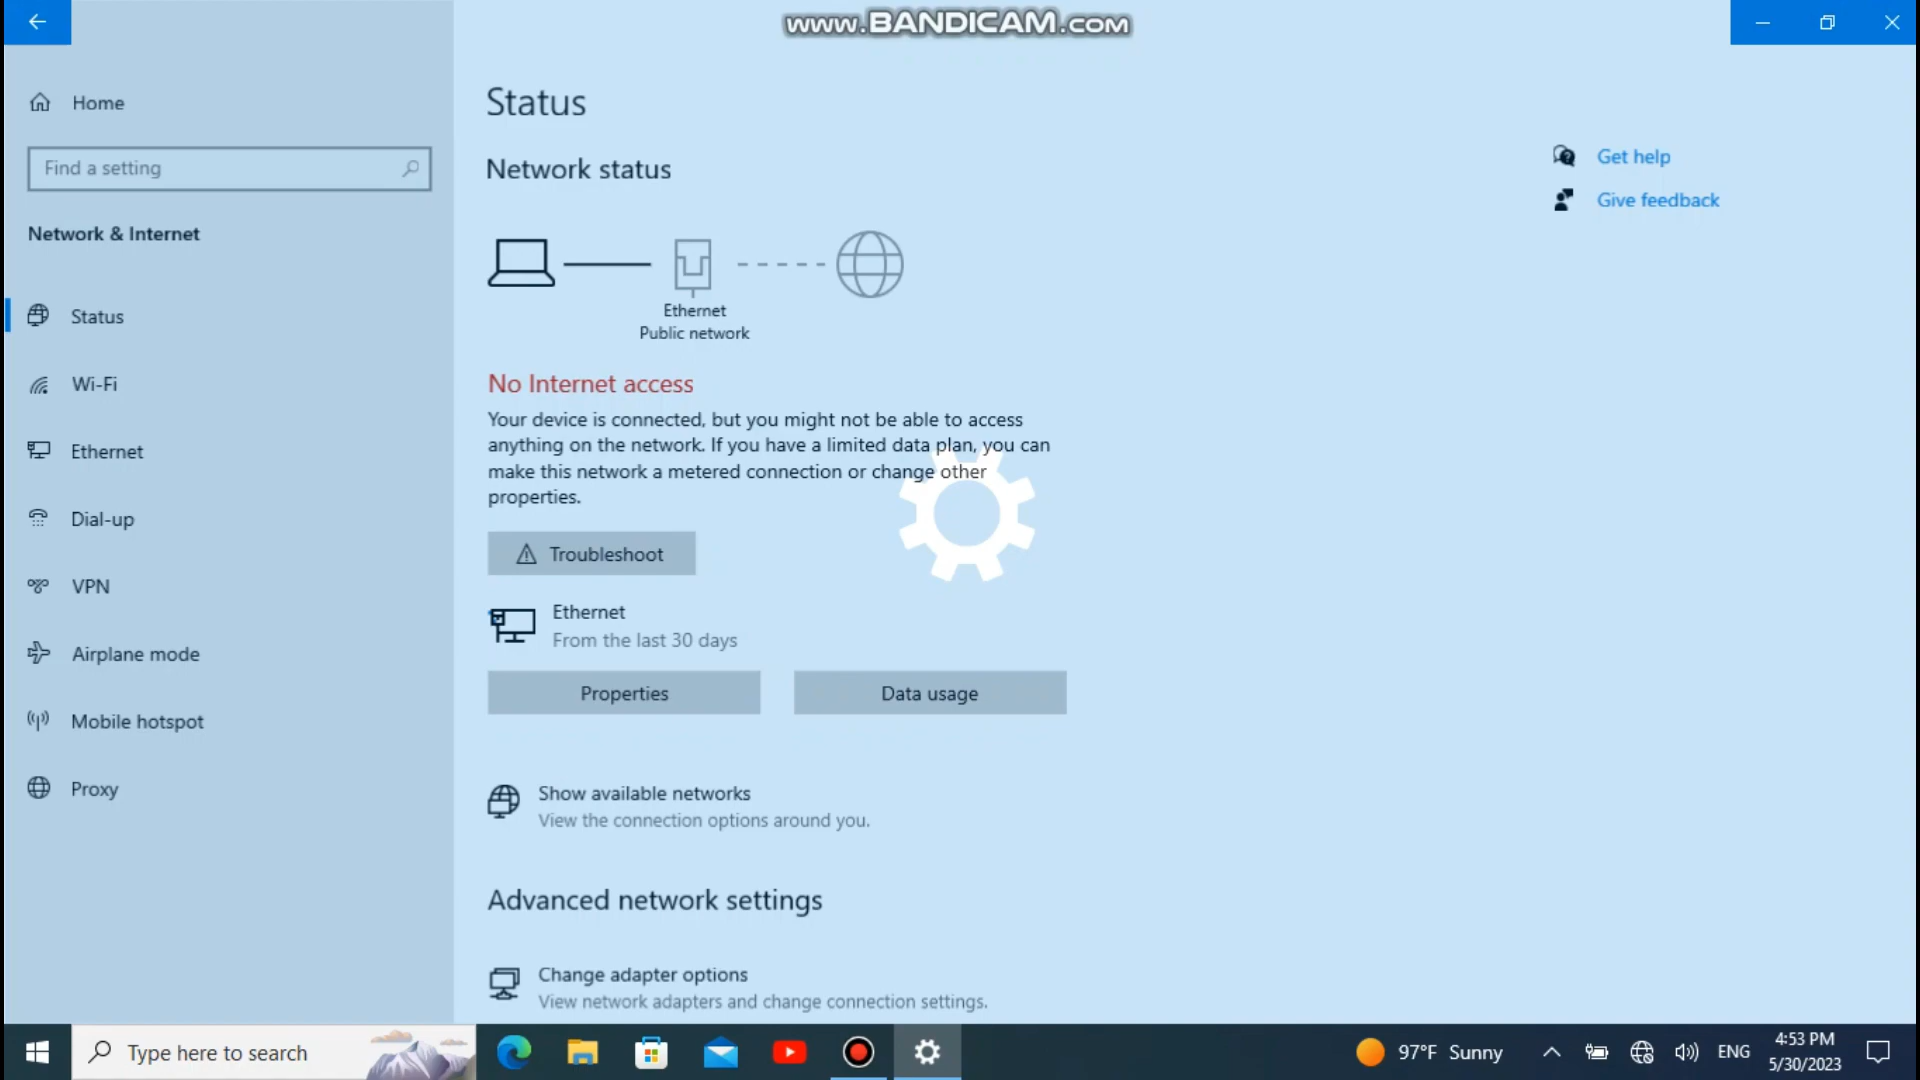 www.BANDICAM.com
Home
Find a setting
Network & Internet
Status
Wi-Fi
Ethernet
Dial-up
VPN
Airplane mode
Mobile hotspot
Proxy
Status
Network status
Ethernet
Public network
No Internet access
Your device is connected, but you might not be able to access
anything on the network. If you have a limited data plan, you can
make this network a metered connection or change other
properties.
Troubleshoot
Ethernet
From the last 30 days
Properties
Data usage
Show available networks
View the connection options around you.
Advanced network settings
Change adapter options
View network adapters and change connection settings.
Get help
Give feedback
Type here to search
97°F Sunny
ENG
4:53 PM
5/30/2023